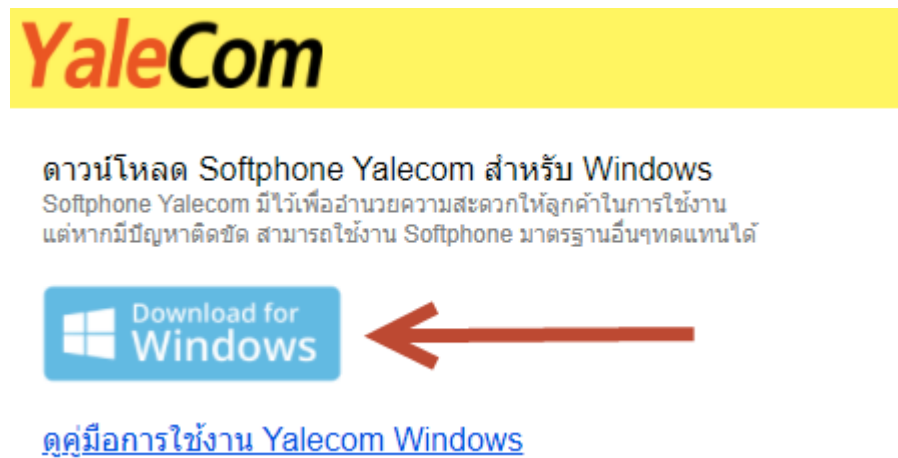 YaleCom
ดาวน์โหลด Softphone Yalecom สำหรับ Windows
Softphone Yalecom มีไว้เพื่ออำนวยความสะดวกให้ลูกค้าในการใช้งาน
แต่หากมีปัญหาติดขัด สามารถใช้งาน Softphone มาตรฐานอื่นๆทดแทนได้
Download for
Windows
ดูคู่มือการใช้งาน Yalecom Windows